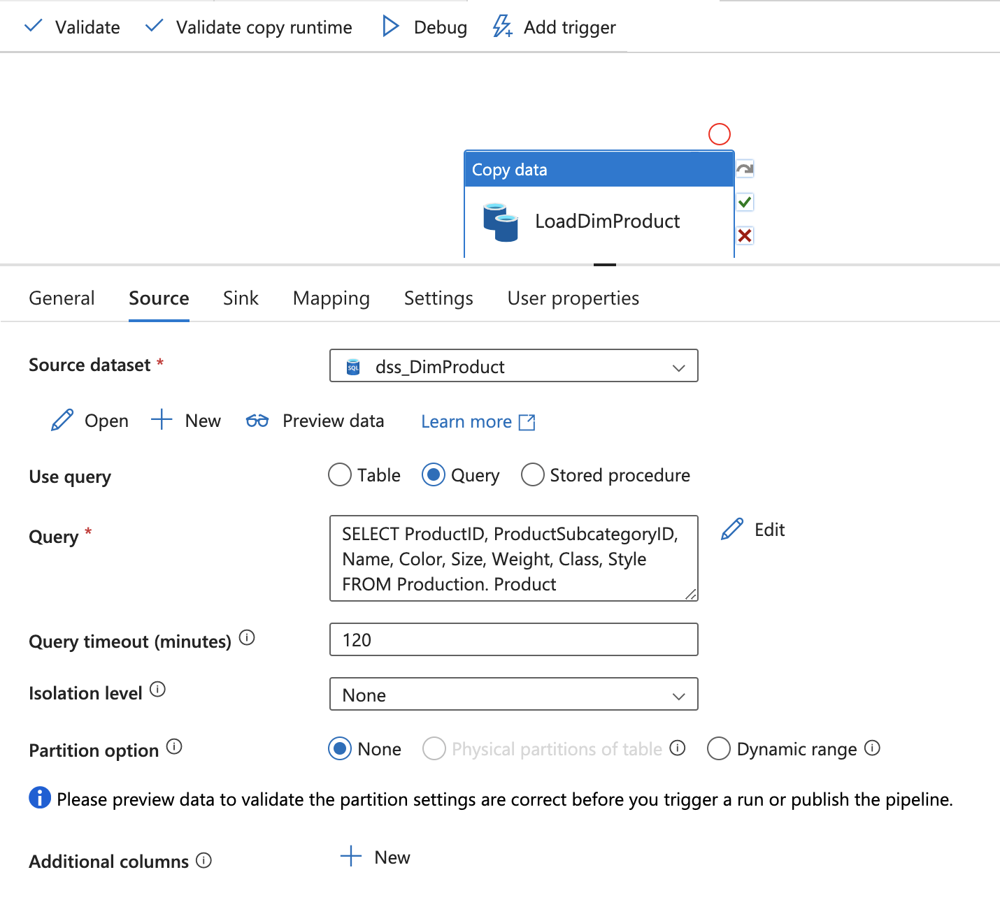 Validate Validate copy runtime Debug Add trigger
Copy data
LoadDimProduct
General Source Sink Mapping Settings User properties
Source dataset * SQL dss_DimProduct
Open New Preview data Learn more
Use query Table Query Stored procedure
Query * SELECT ProductID, ProductSubcategoryID, Edit
Name, Color, Size, Weight, Class, Style
FROM Production. Product
Query timeout (minutes) 120
Isolation level None
Partition option None Physical partitions of table Dynamic range
Please preview data to validate the partition settings are correct before you trigger a run or publish the pipeline.
Additional columns New